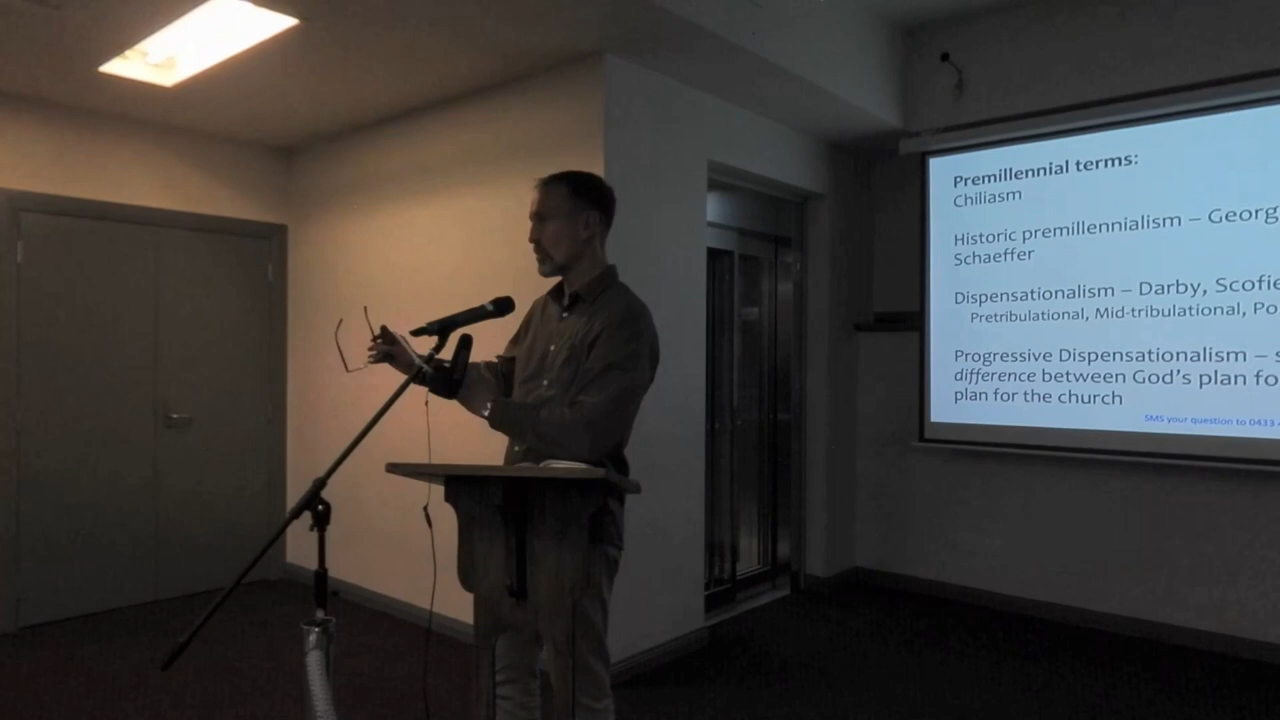 Premillennial terms:
Chiliasm
Historic premillennialism – Georg
Schaeffer
Dispensationalism – Darby, Scofie
Pretribulational, Mid-tribulational, Po
Progressive Dispensationalism – s
difference between God's plan fo
plan for the church
SMS your question to 0433